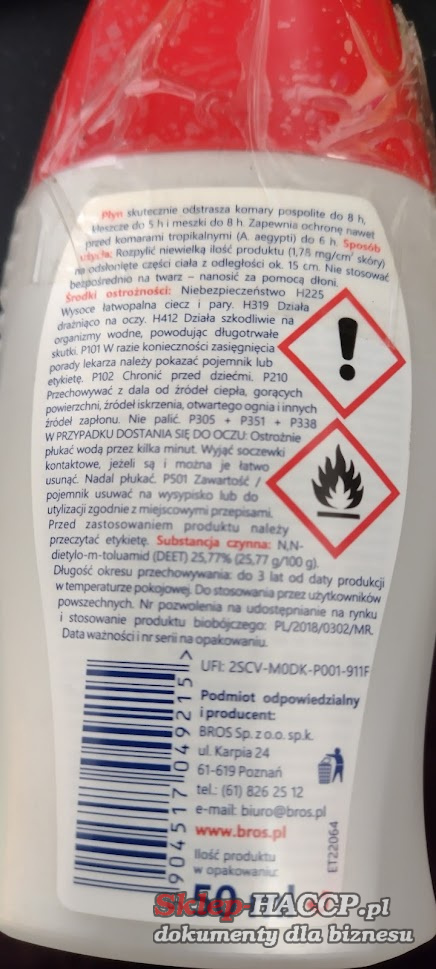 Płyn skutecznie odstrasza komary pospolite do 8 h,
kleszcze do 5 h i meszki do 8 h. Zapewnia ochronę nawet
przed komarami tropikalnymi (A. aegypti) do 6 h. Sposób
użycia: Rozpylić niewielką ilość produktu (1,78 mg/cm² skóry)
na odsłonięte części ciała z odległości ok. 15 cm. Nie stosować
bezpośrednio na twarz – nanosić za pomocą dłoni.
Środki ostrożności: Niebezpieczeństwo H225
Wysoce łatwopalna ciecz i pary. H319 Działa
drażniąco na oczy. H412 Działa szkodliwie na
organizmy wodne, powodując długotrwałe
skutki. P101 W razie konieczności zasięgnięcia
porady lekarza należy pokazać pojemnik lub
etykietę. P102 Chronić przed dziećmi. P210
Przechowywać z dala od źródeł ciepła, gorących
powierzchni, źródeł iskrzenia, otwartego ognia i innych
źródeł zapłonu. Nie palić. P305 + P351 + P338
W PRZYPADKU DOSTANIA SIĘ DO OCZU: Ostrożnie
płukać wodą przez kilka minut. Wyjąć soczewki
kontaktowe, jeżeli są i można je łatwo
usunąć. Nadal płukać. P501 Zawartość /
pojemnik usuwać na wysypisko lub do
utylizacji zgodnie z miejscowymi przepisami.
Przed zastosowaniem produktu należy
przeczytać etykietę. Substancja czynna: N,N-
dietylo-m-toluamid (DEET) 25,77% (25,77 g/100 g).
Długość okresu przechowywania: do 3 lat od daty produkcji
w temperaturze pokojowej. Do stosowania przez użytkowników
powszechnych. Nr pozwolenia na udostępnianie na rynku
i stosowanie produktu biobójczego: PL/2018/0302/MR.
Data ważności i nr serii na opakowaniu.
UFI: 2SCV-M0DK-P001-911F
Podmiot odpowiedzialny
i producent:
BROS Sp. z o.o. sp.k.
ul. Karpia 24
61-619 Poznań
tel.: (61) 826 25 12
e-mail: biuro@bros.pl
www.bros.pl
Ilość produktu
w opakowaniu:
50 ml
5 904517 049215 >
ET22064
Sklep-HACCP.pl
dokumenty dla biznesu